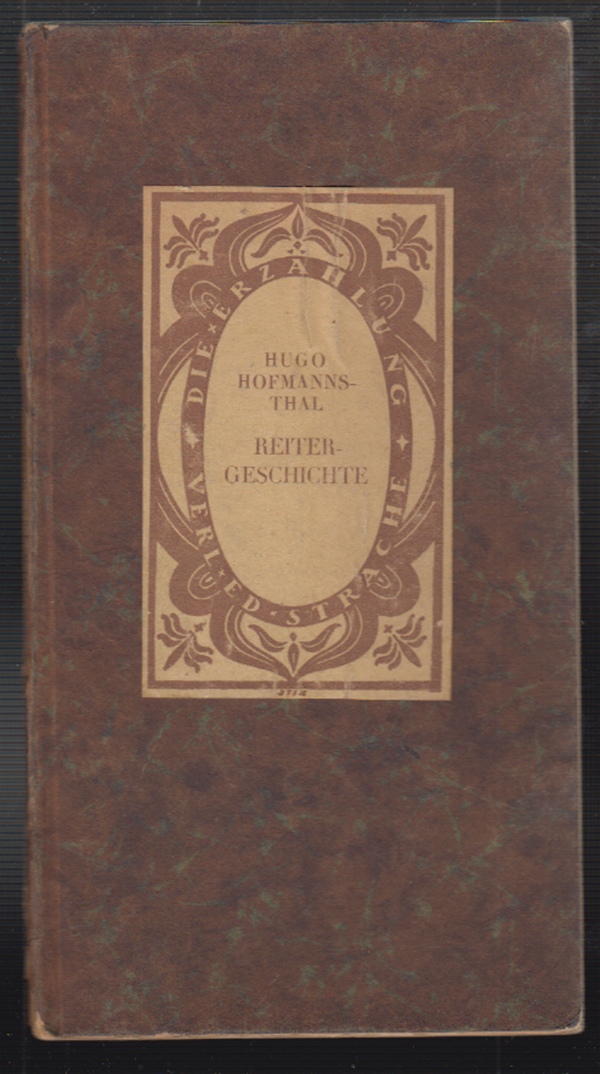 DIE × ERZÄHLUNG
HUGO
HOFMANNS-
THAL
REITER-
GESCHICHTE
VERL · ED · STRACHE